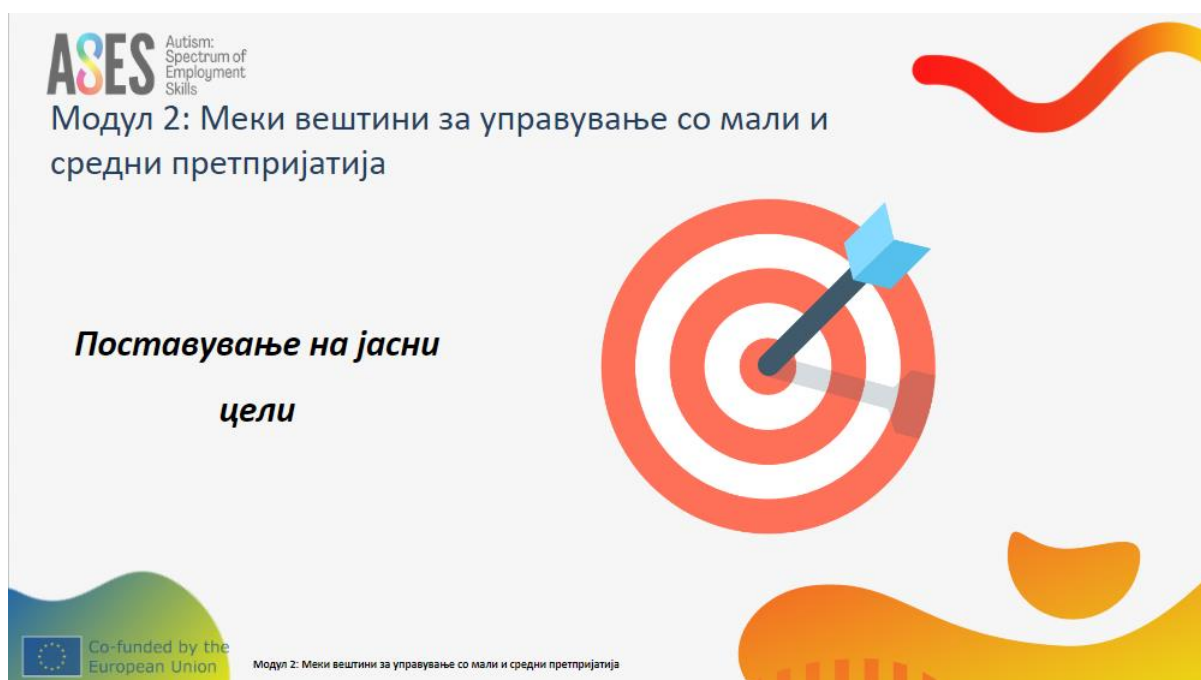 ASES
Autism:
Spectrum of
Employment
Skills
Модул 2: Меки вештини за управување со мали и
средни претпријатија
Поставување на јасни
цели
Co-funded by the
European Union
Модул 2: Меки вештини за управување со мали и средни претпријатија